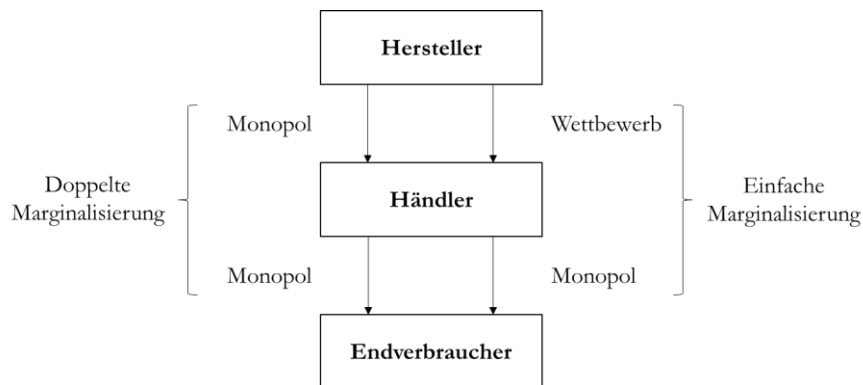 Hersteller
Monopol
Wettbewerb
Doppelte
Marginalisierung
Händler
Einfache
Marginalisierung
Monopol
Monopol
Endverbraucher